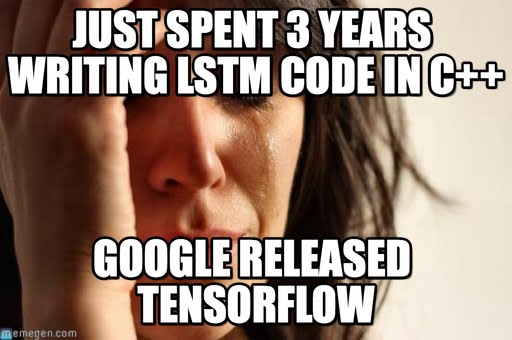 JUST SPENT 3 YEARS
WRITING LSTM CODE IN C++
GOOGLE RELEASED
TENSORFLOW
memegen.com